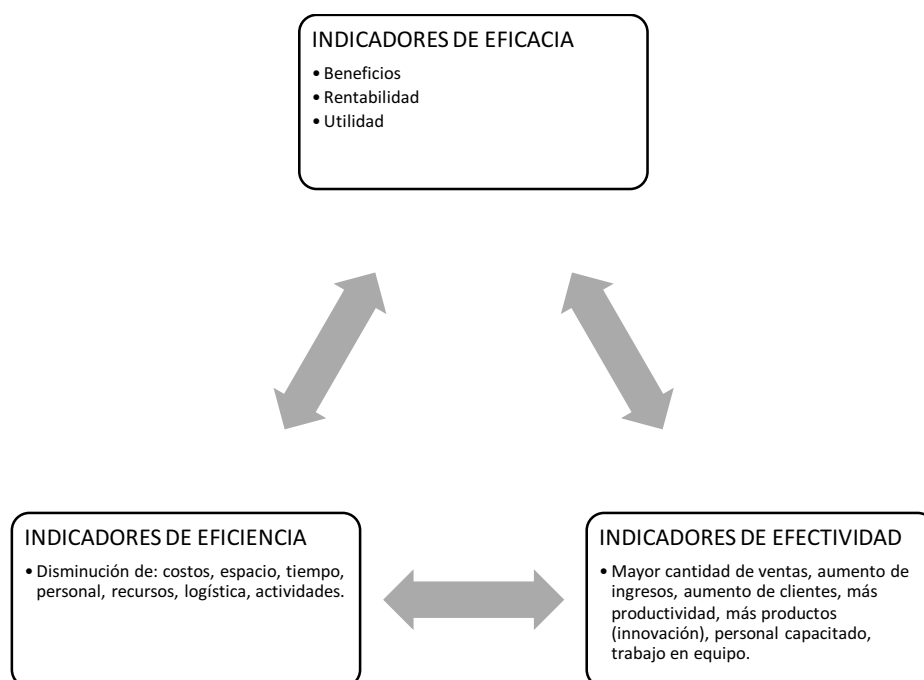 INDICADORES DE EFICACIA
• Beneficios
• Rentabilidad
• Utilidad
INDICADORES DE EFICIENCIA
• Disminución de: costos, espacio, tiempo,
personal, recursos, logística, actividades.
INDICADORES DE EFECTIVIDAD
• Mayor cantidad de ventas, aumento de
ingresos, aumento de clientes, más
productividad, más productos
(innovación), personal capacitado,
trabajo en equipo.